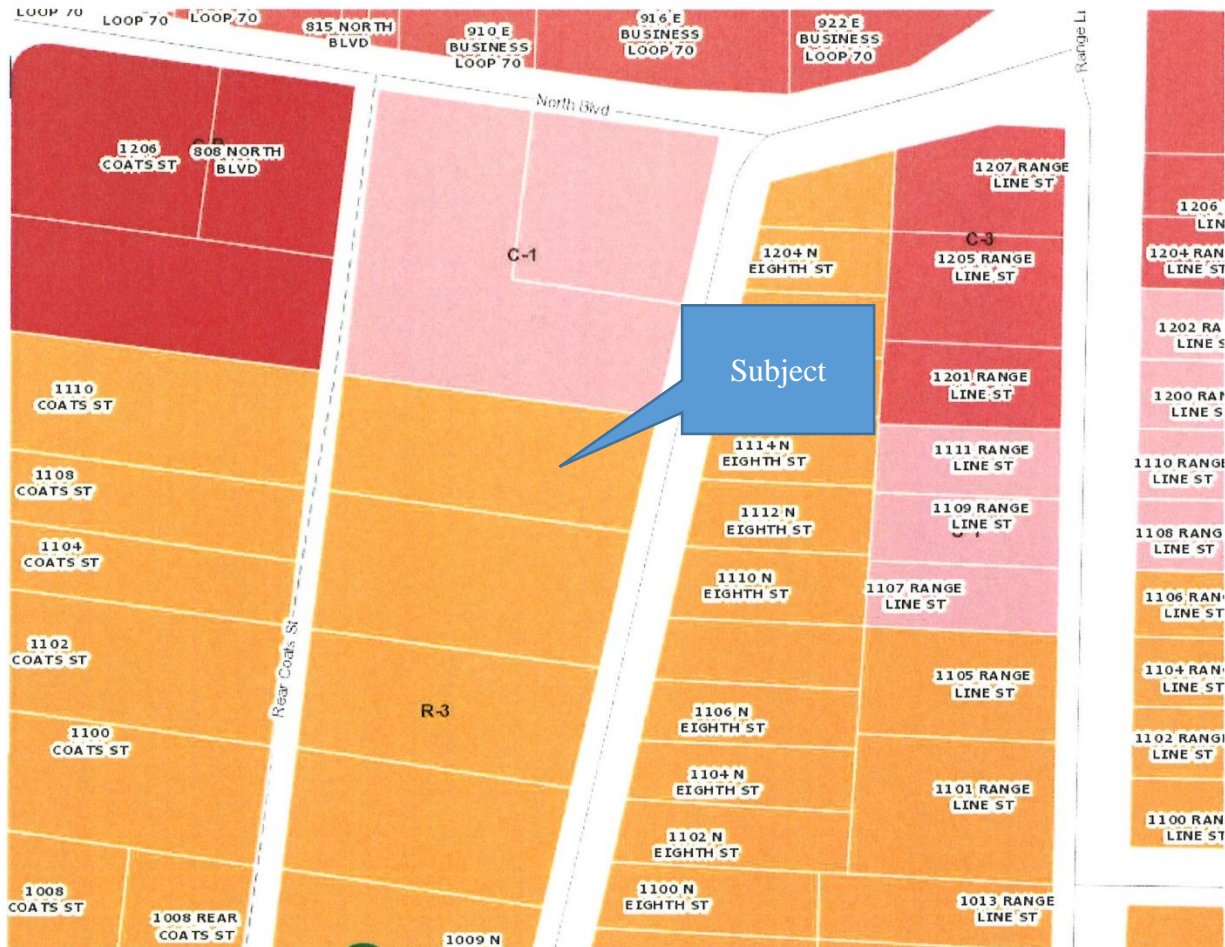 LOOP 70
LOOP 70
LOOP 70
815 NORTH
BLVD
910 E
BUSINESS
LOOP 70
916 E
BUSINESS
LOOP 70
922 E
BUSINESS
LOOP 70
Range Li
North Blvd
1206
COATS ST
808 NORTH
BLVD
C-1
1204 N
EIGHTH ST
1207 RANGE
LINE ST
C-3
1205 RANGE
LINE ST
1206
LIN
1204 RAN
LINE ST
1202 RA
LINE S
1200 RAN
LINE S
Subject
1201 RANGE
LINE ST
1110
COATS ST
1114 N
EIGHTH ST
1111 RANGE
LINE ST
1110 RANGE
LINE ST
1108
COATS ST
1112 N
EIGHTH ST
1109 RANGE
LINE ST
1108 RANG
LINE ST
1104
COATS ST
1110 N
EIGHTH ST
1107 RANGE
LINE ST
1106 RAN
LINE ST
1102
COATS ST
Rear Coats St
R-3
1105 RANGE
LINE ST
1104 RAN
LINE ST
1100
COATS ST
1106 N
EIGHTH ST
1102 RANGE
LINE ST
1104 N
EIGHTH ST
1101 RANGE
LINE ST
1102 N
EIGHTH ST
1100 RAN
LINE ST
1008
COATS ST
1008 REAR
COATS ST
1009 N
1100 N
EIGHTH ST
1013 RANGE
LINE ST